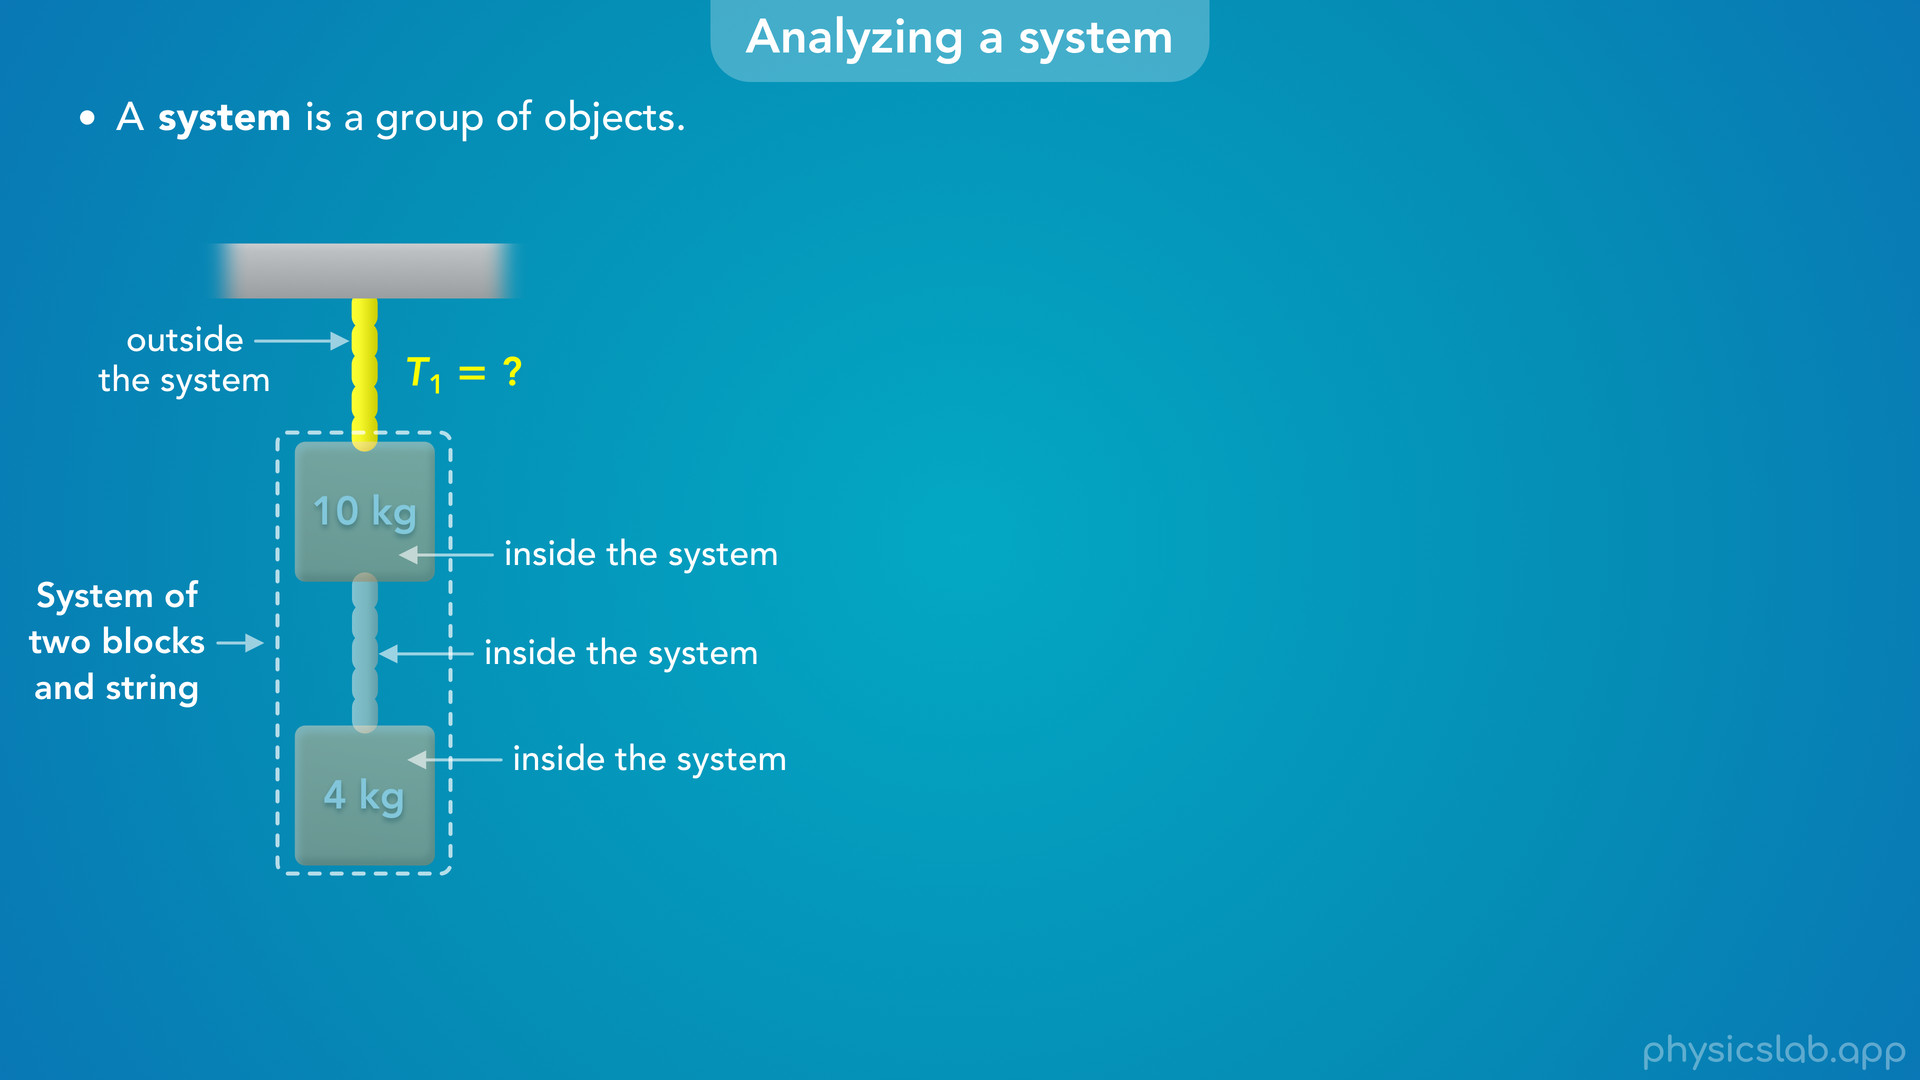 Analyzing a system
• A system is a group of objects.
outside
the system
T₁ = ?
10 kg
inside the system
System of
two blocks
and string
inside the system
inside the system
4 kg
physicslab.app